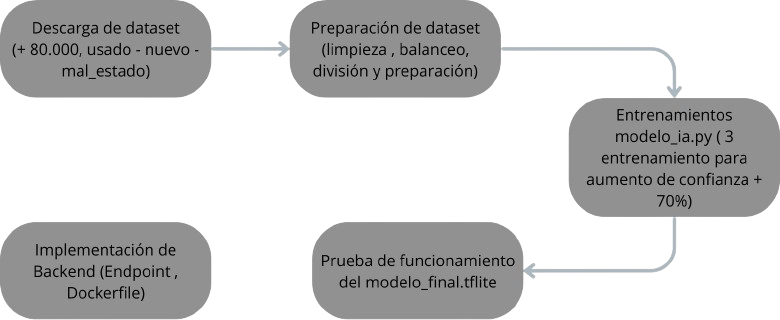 Descarga de dataset
(+ 80.000, usado - nuevo -
mal_estado)
Preparación de dataset
(limpieza , balanceo,
división y preparación)
Entrenamientos
modelo_ia.py ( 3
entrenamiento para
aumento de confianza +
70%)
Prueba de funcionamiento
del modelo_final.tflite
Implementación de
Backend (Endpoint ,
Dockerfile)